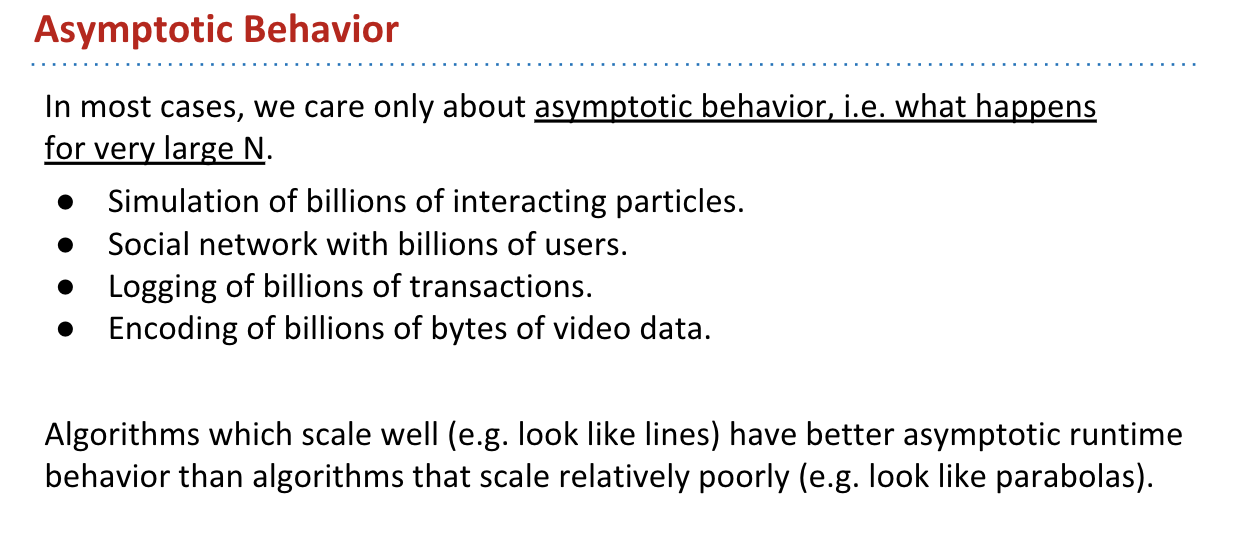 Asymptotic Behavior
In most cases, we care only about asymptotic behavior, i.e. what happens
for very large N.
● Simulation of billions of interacting particles.
● Social network with billions of users.
● Logging of billions of transactions.
● Encoding of billions of bytes of video data.
Algorithms which scale well (e.g. look like lines) have better asymptotic runtime
behavior than algorithms that scale relatively poorly (e.g. look like parabolas).